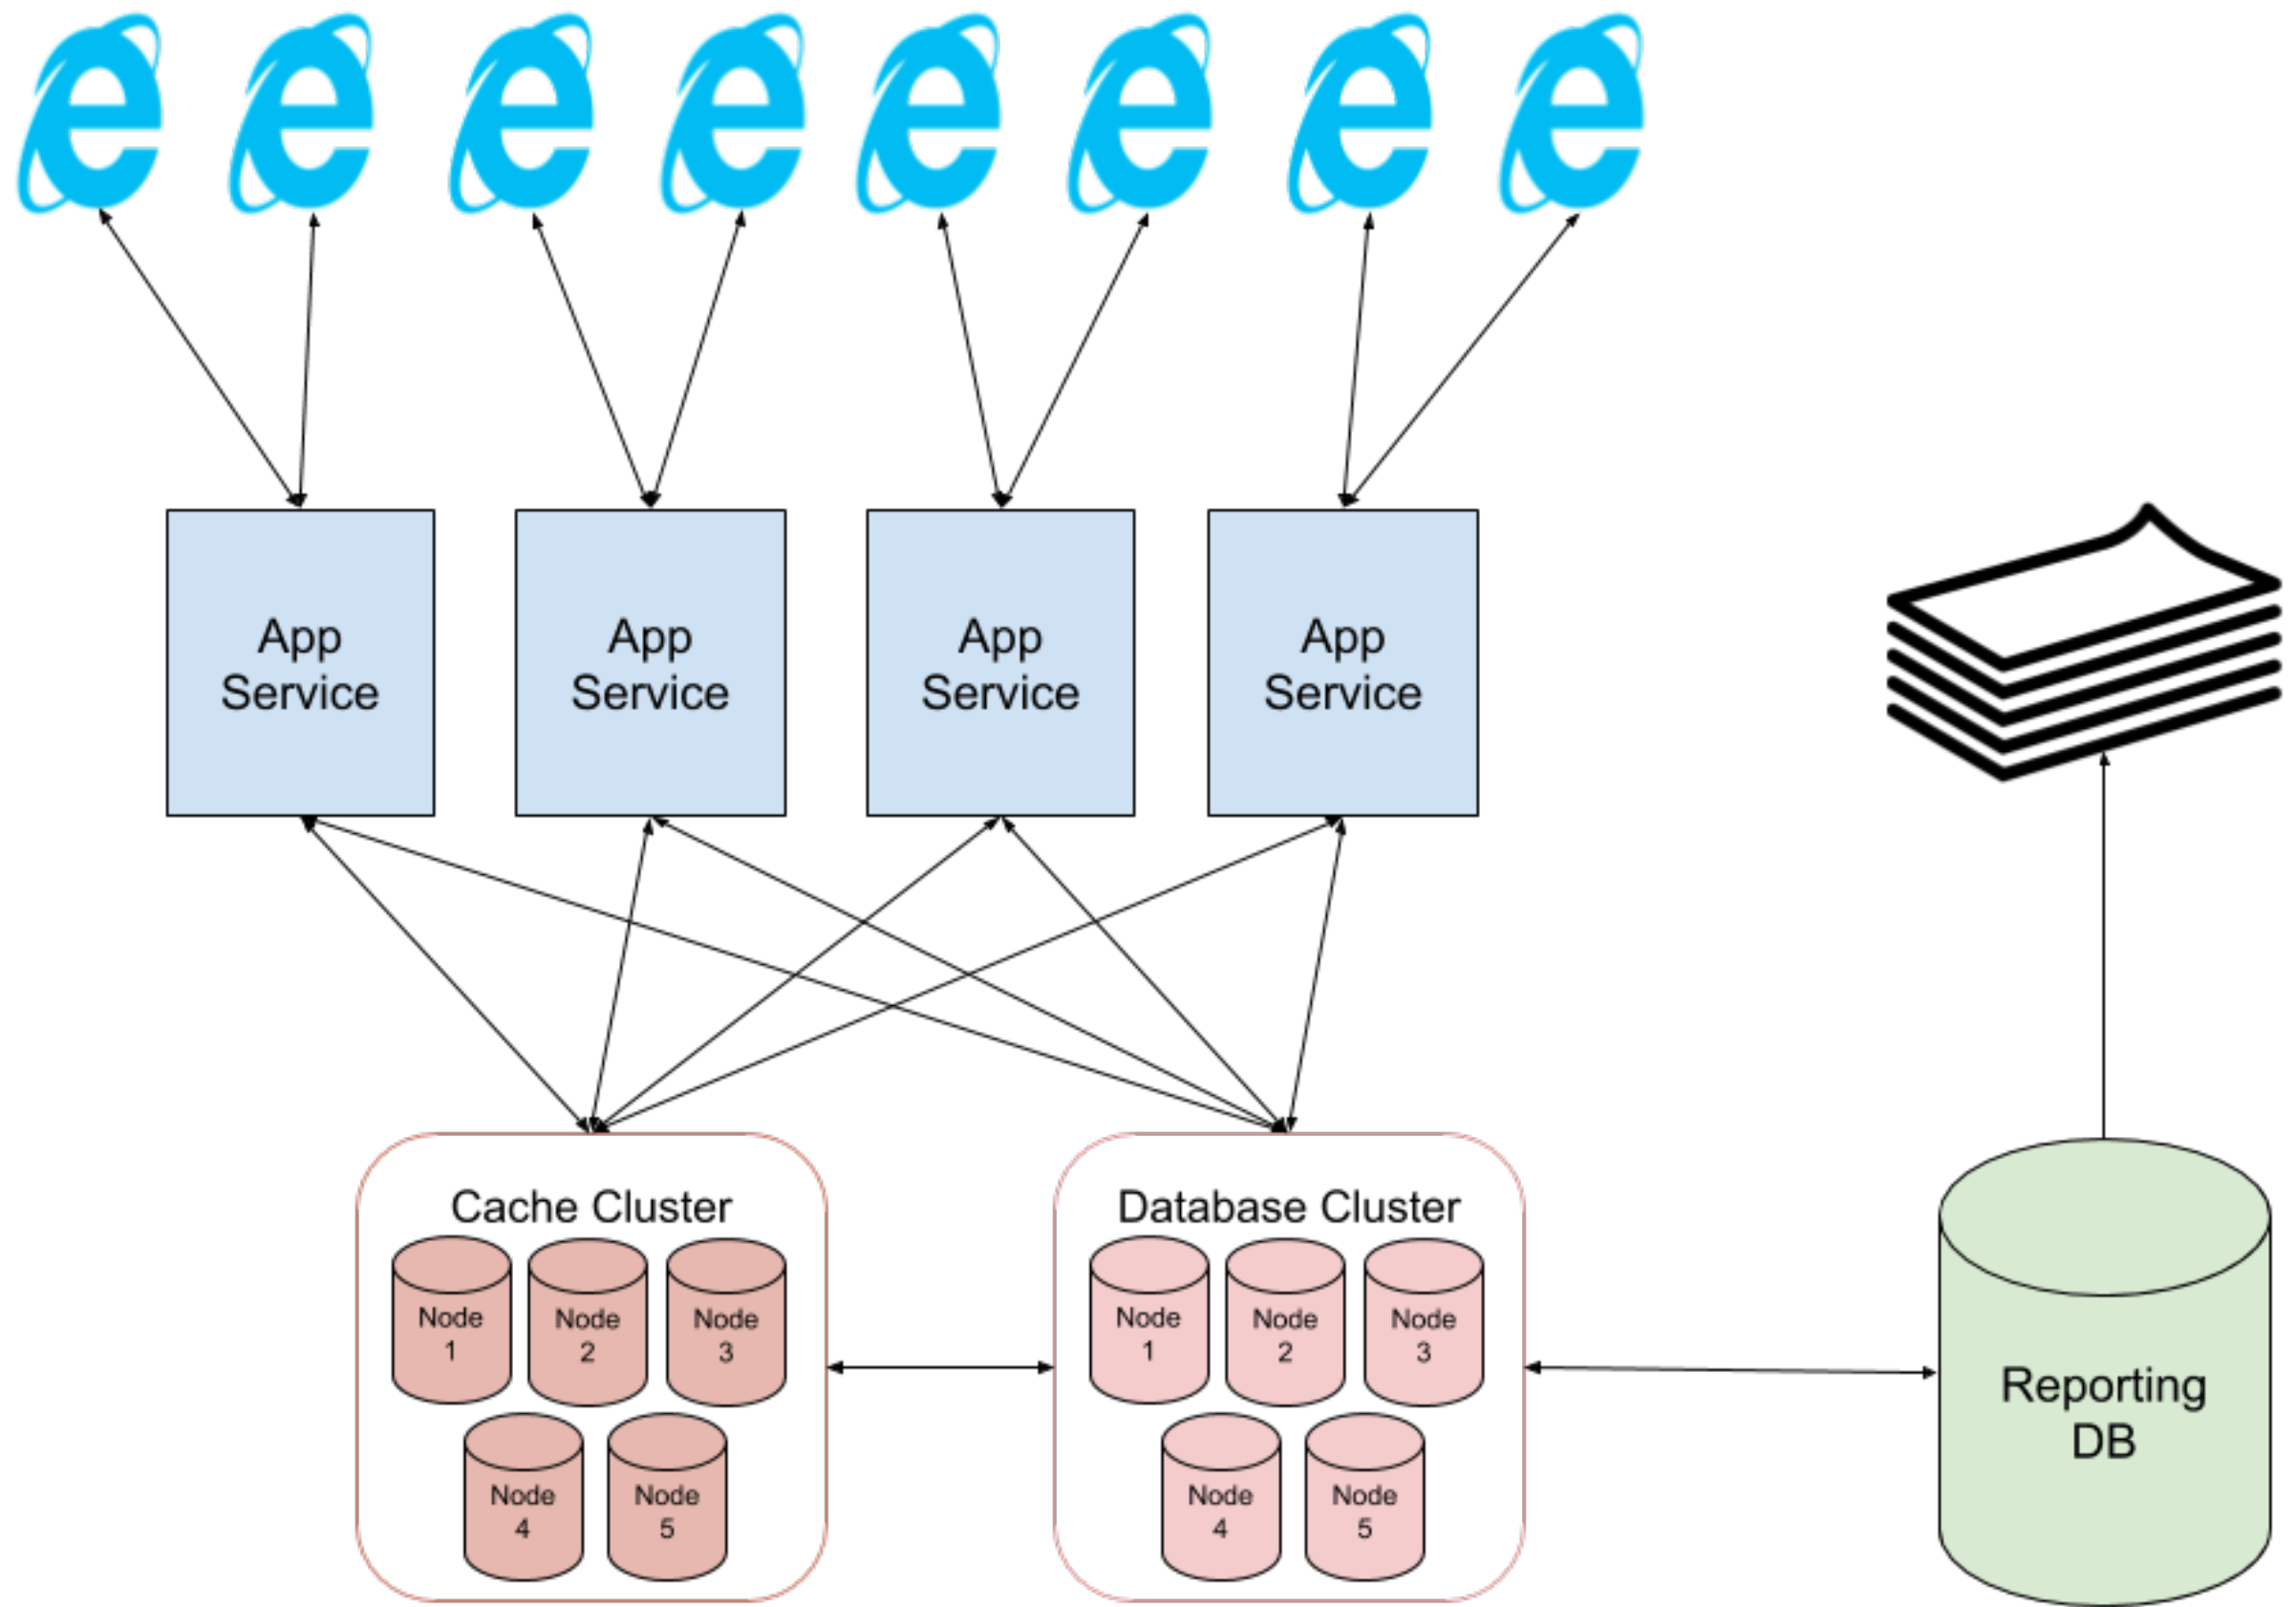 App
Service
App
Service
App
Service
App
Service
Cache Cluster
Node
1
Node
2
Node
3
Node
4
Node
5
Database Cluster
Node
1
Node
2
Node
3
Node
4
Node
5
Reporting
DB